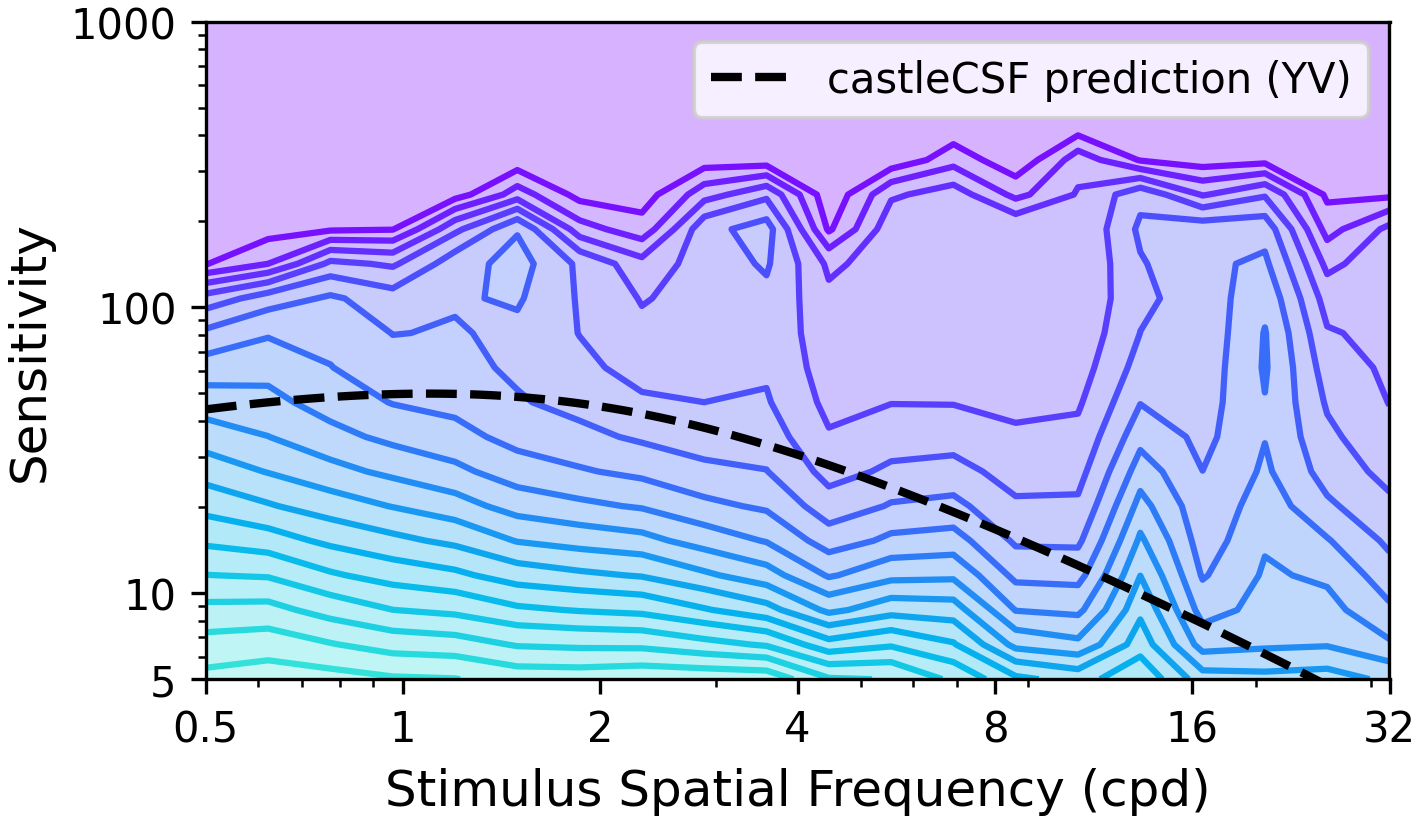 1000
100
10
5
Sensitivity
castleCSF prediction (YV)
0.5 1 2 4 8 16 32
Stimulus Spatial Frequency (cpd)